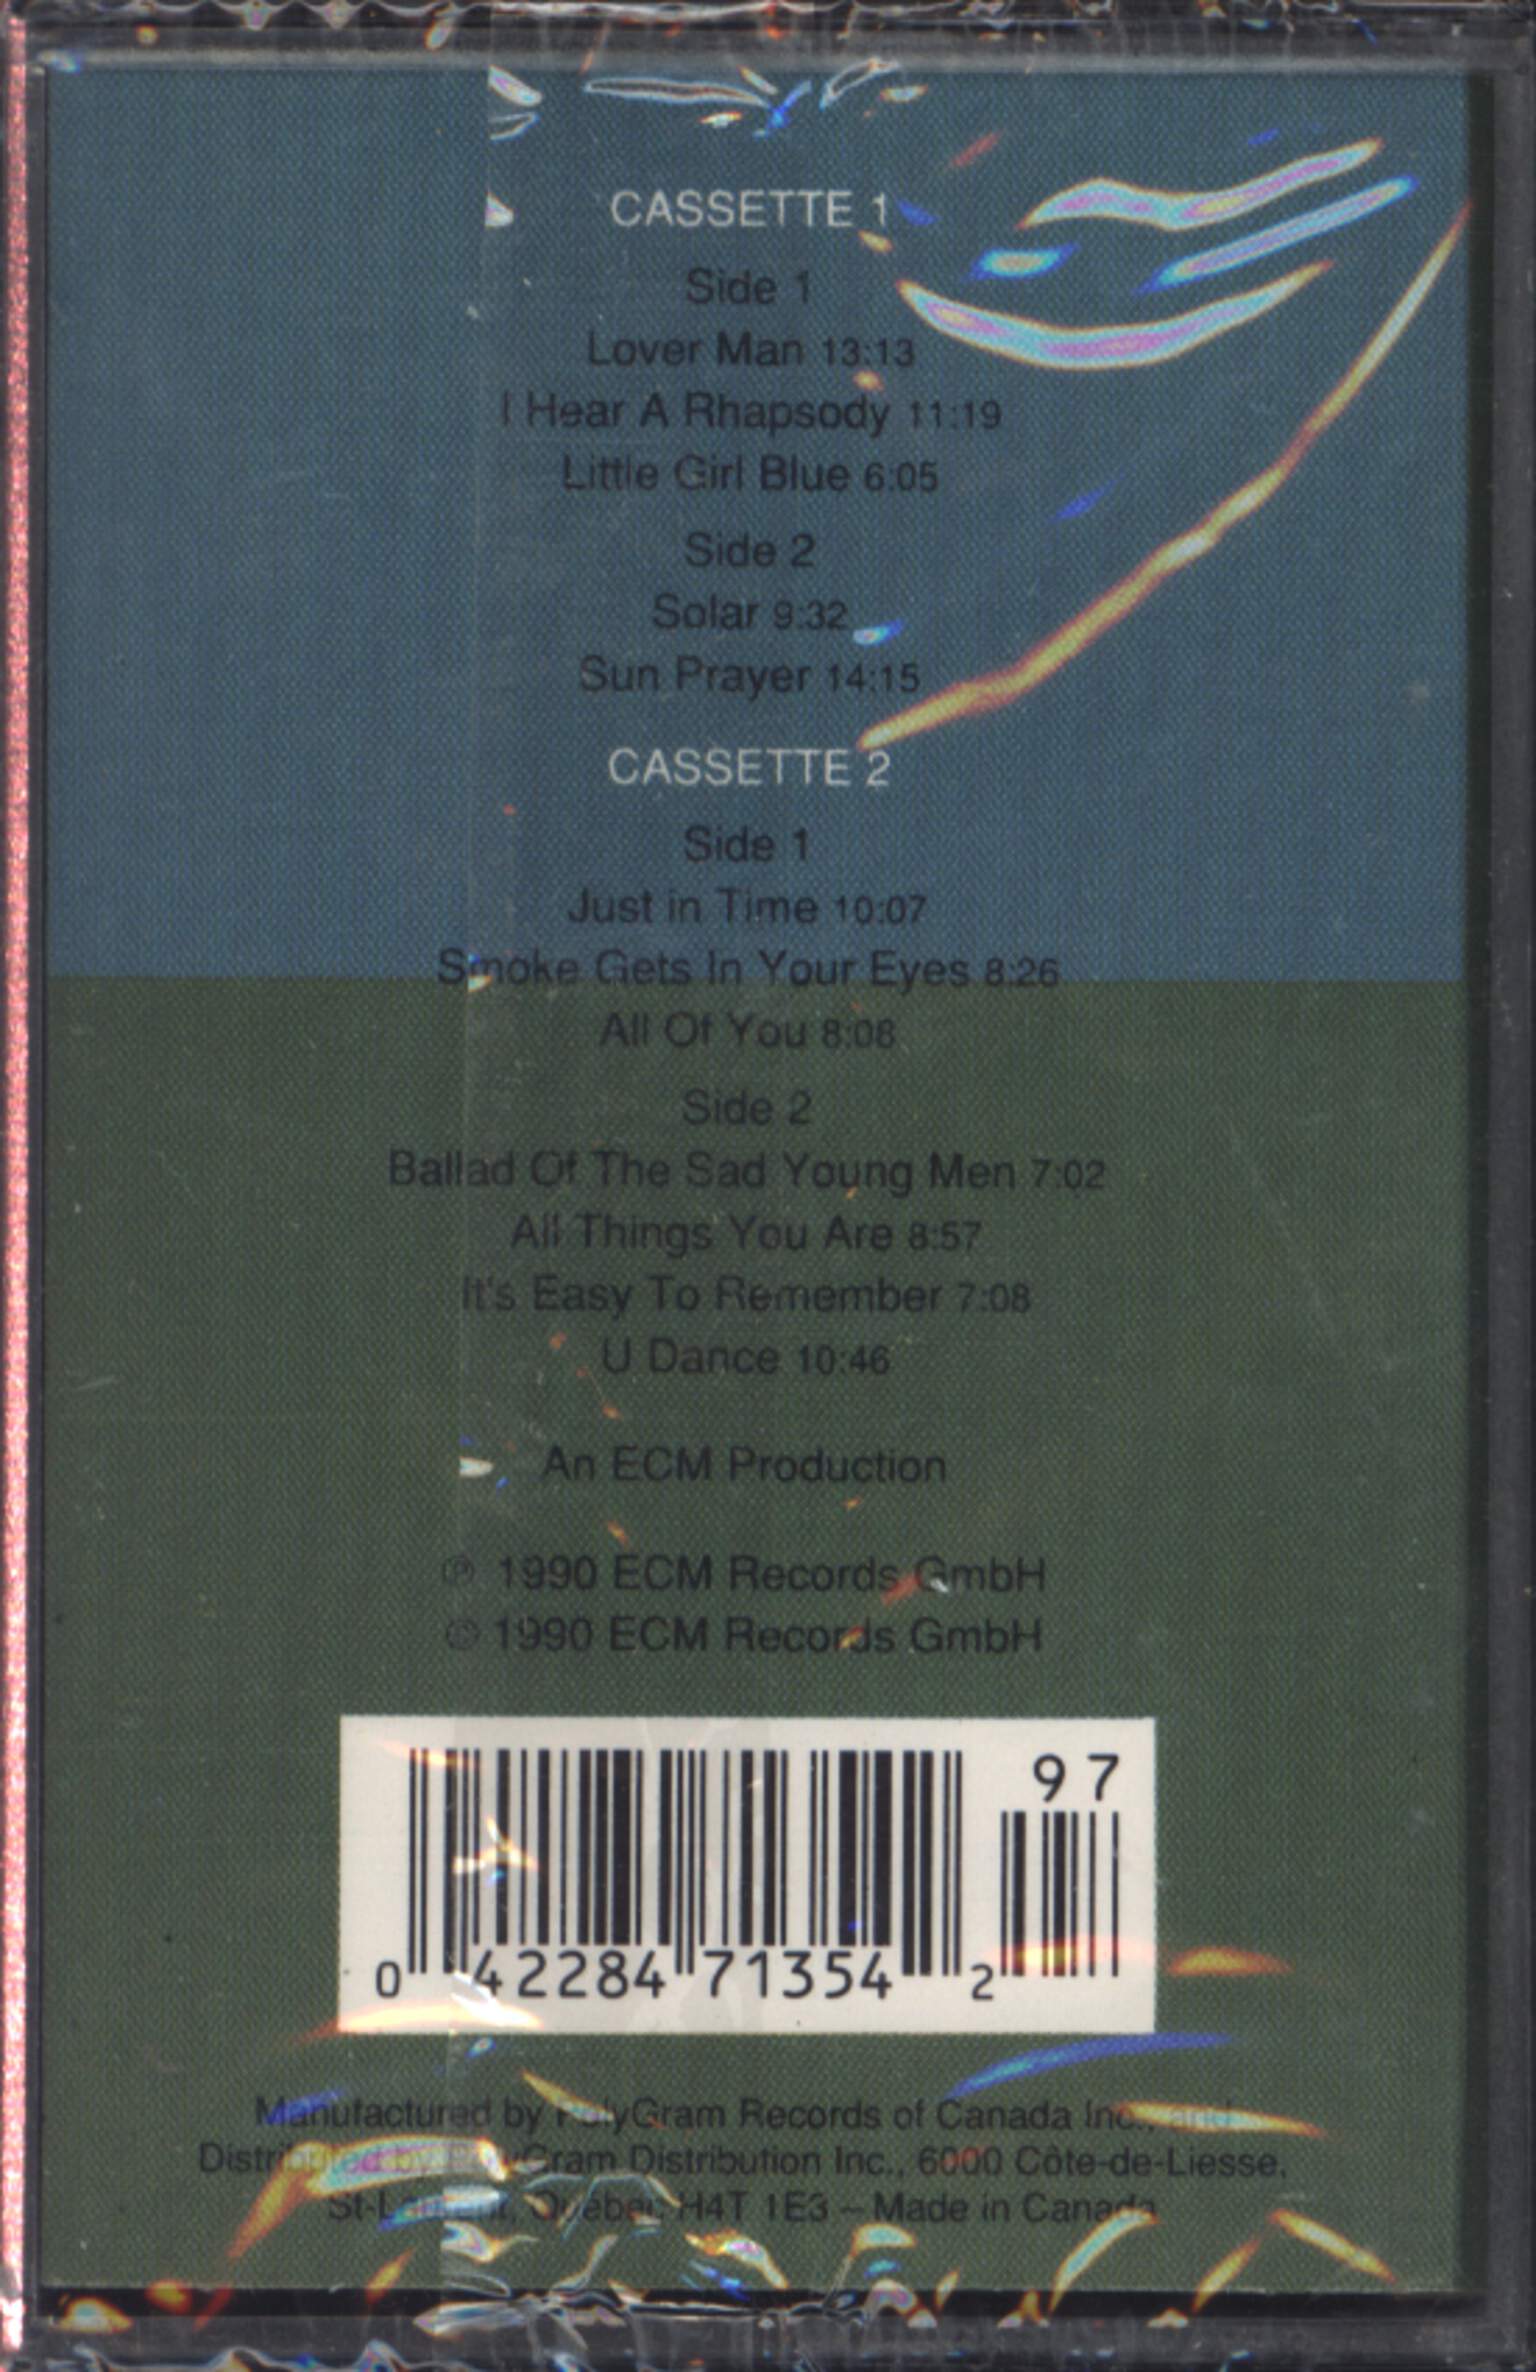 CASSETTE 1
Side 1
Lover Man 13:13
I Hear A Rhapsody 11:19
Little Girl Blue 6:05
Side 2
Solar 9:32
Sun Prayer 14:15
CASSETTE 2
Side 1
Just in Time 10:07
Smoke Gets In Your Eyes 8:26
All Of You 8:08
Side 2
Ballad Of The Sad Young Men 7:02
All Things You Are 8:57
It's Easy To Remember 7:08
U Dance 10:46
An ECM Production
℗ 1990 ECM Records GmbH
© 1990 ECM Records GmbH
97
0 42284 71354 2
Manufactured by PolyGram Records of Canada Inc., and
Distributed by PolyGram Distribution Inc., 6000 Côte-de-Liesse,
St-Laurent, Québec H4T 1E3 – Made in Canada